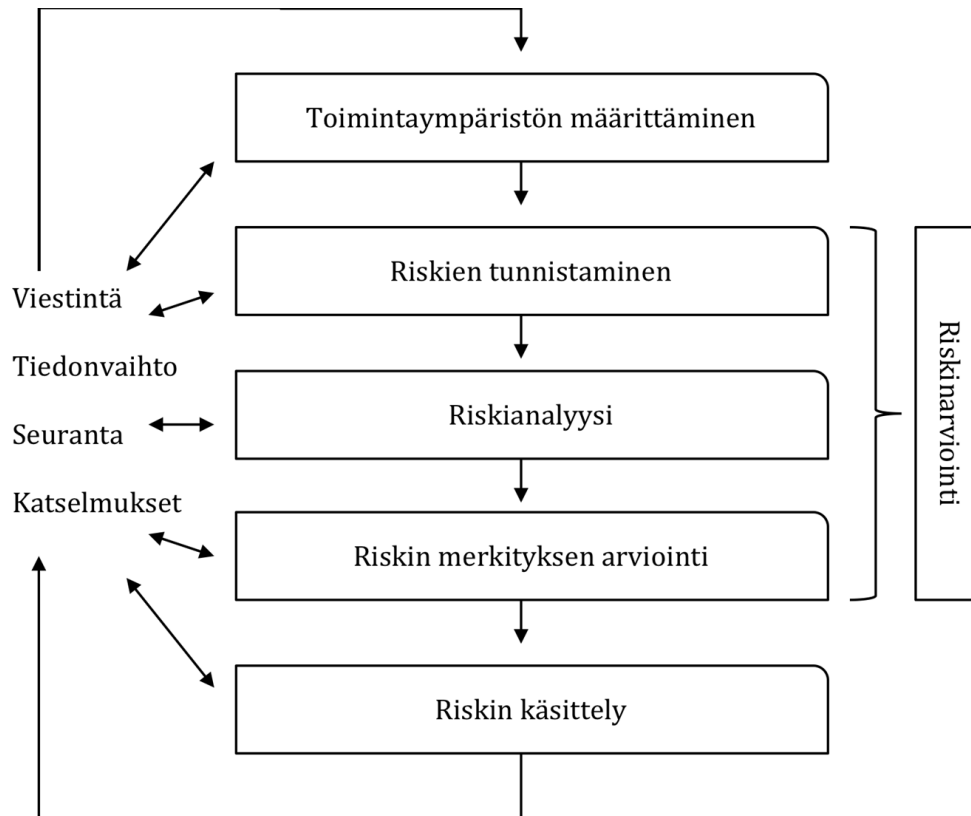 Toimintaympäristön määrittäminen
Riskien tunnistaminen
Riskianalyysi
Riskin merkityksen arviointi
Riskin käsittely
Viestintä
Tiedonvaihto
Seuranta
Katselmukset
Riskinarviointi